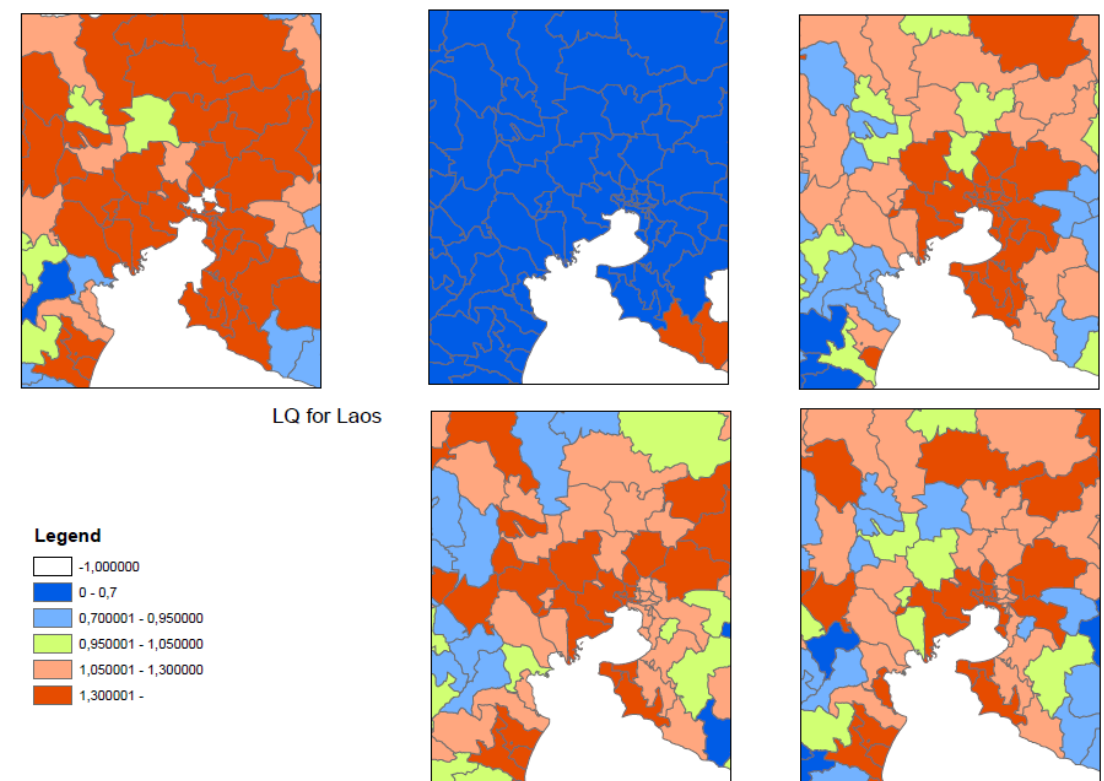 LQ for Laos
Legend
-1,000000
0 - 0,7
0,700001 - 0,950000
0,950001 - 1,050000
1,050001 - 1,300000
1,300001 -